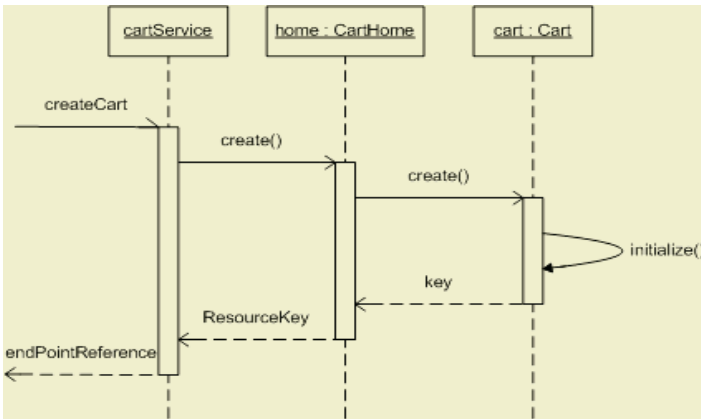 cartService
home : CartHome
cart : Cart
createCart
create()
create()
initialize()
key
ResourceKey
endPointReference